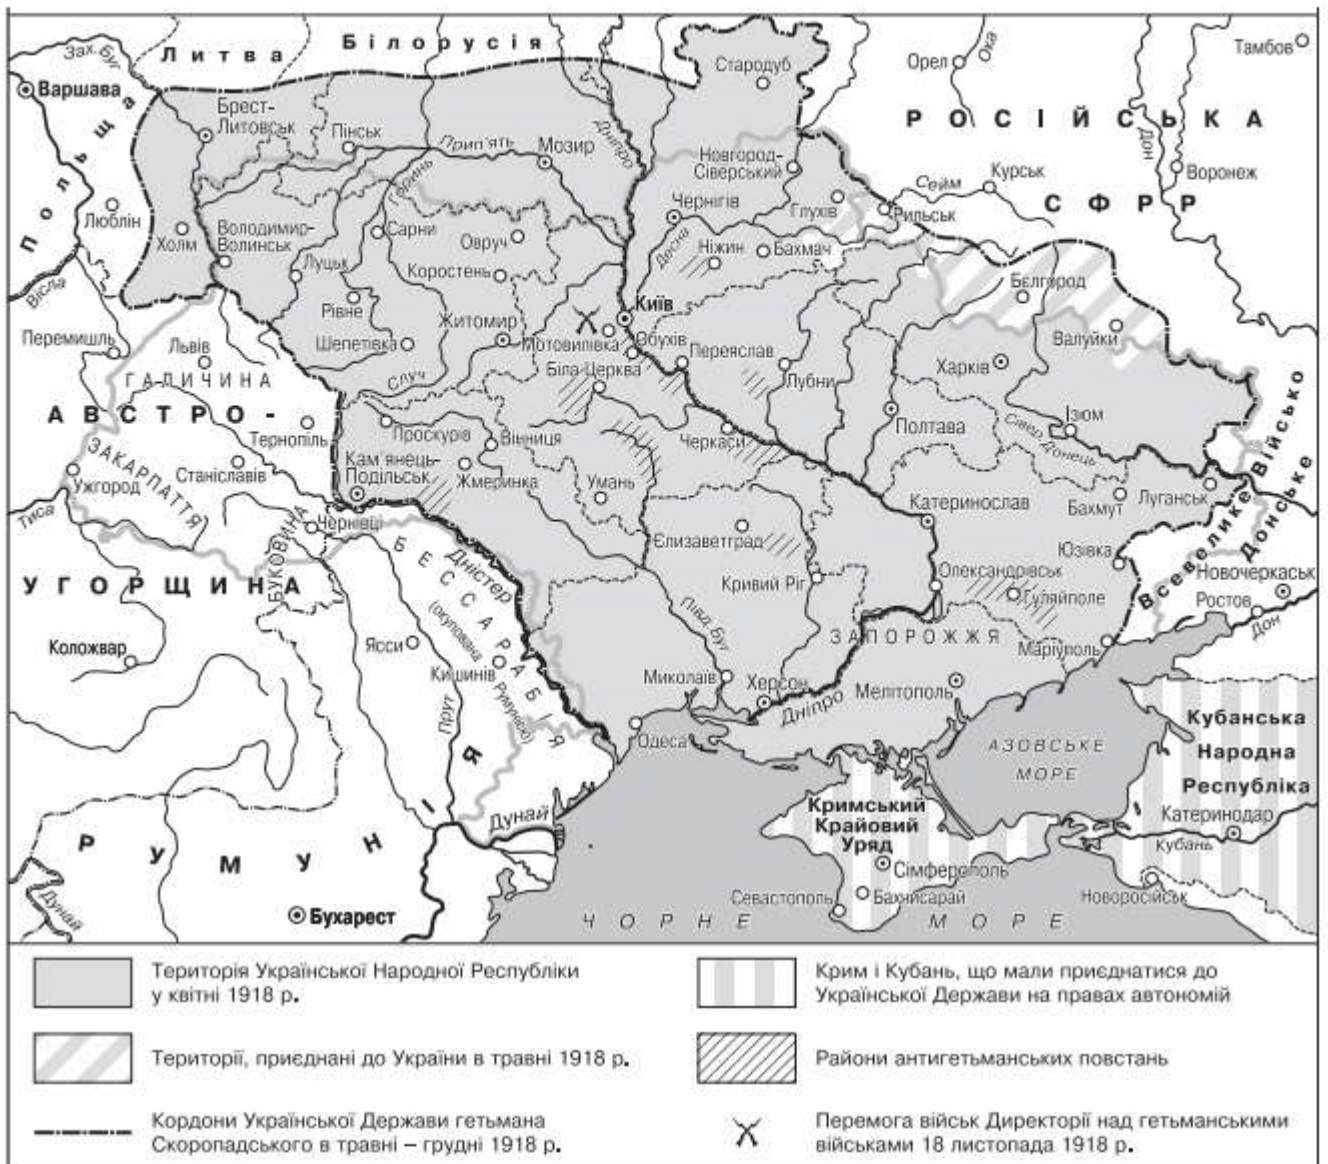 Литва
Білорусія
Зах. Буг
Варшава
Польща
Брест-
Литовськ
Пінськ
Прип'ять
Мозир
Дніпро
Стародуб
Орел
Ока
Тамбов
РОСІЙСЬКА
СФРР
Дон
Воронеж
Курськ
Сейм
Новгород-
Сіверський
Чернігів
Глухів
Рильськ
Люблін
Холм
Володимир-
Волинськ
Горинь
Сарни
Овруч
Десна
Ніжин
Бахмач
Луцьк
Коростень
Бєлгород
Вісла
Рівне
Київ
Житомир
Перемишль
Львів
Шепетівка
Мотовилівка
Обухів
Переяслав
Валуйки
ГАЛИЧИНА
Случ
Біла Церква
Лубни
Харків
АВСТРО-
Тернопіль
Проскурів
Вінниця
Черкаси
Полтава
Ізюм
Сівер. Донець
ЗАКАРПАТТЯ
Станіславів
Кам'янець-
Подільськ
Жмеринка
Умань
Ужгород
Бахмут
Луганськ
Всевелике Військо
Донське
Тиса
Чернівці
БУКОВИНА
Катеринослав
Єлизаветград
Юзівка
УГОРЩИНА
БЕССАРАБІЯ
(окупована Румунією)
Дністер
Кривий Ріг
Олександрівськ
Гуляйполе
Новочеркаськ
Ростов
Дон
Коложвар
Ясси
Кишинів
Півд. Буг
ЗАПОРОЖЖЯ
Маріуполь
Миколаїв
Херсон
Дніпро
Мелітополь
Прут
Одеса
АЗОВСЬКЕ
МОРЕ
Кубанська
Народна
Республіка
Катеринодар
Кубань
Кримський
Крайовий
Уряд
Сімферополь
Севастополь
Бахчисарай
Новоросійськ
РУМУНІЯ
Дунай
Дунай
Бухарест
ЧОРНЕ МОРЕ
Територія Української Народної Республіки
у квітні 1918 р.
Території, приєднані до України в травні 1918 р.
Кордони Української Держави гетьмана
Скоропадського в травні – грудні 1918 р.
Крим і Кубань, що мали приєднатися до
Української Держави на правах автономій
Райони антигетьманських повстань
Перемога військ Директорії над гетьманськими
військами 18 листопада 1918 р.